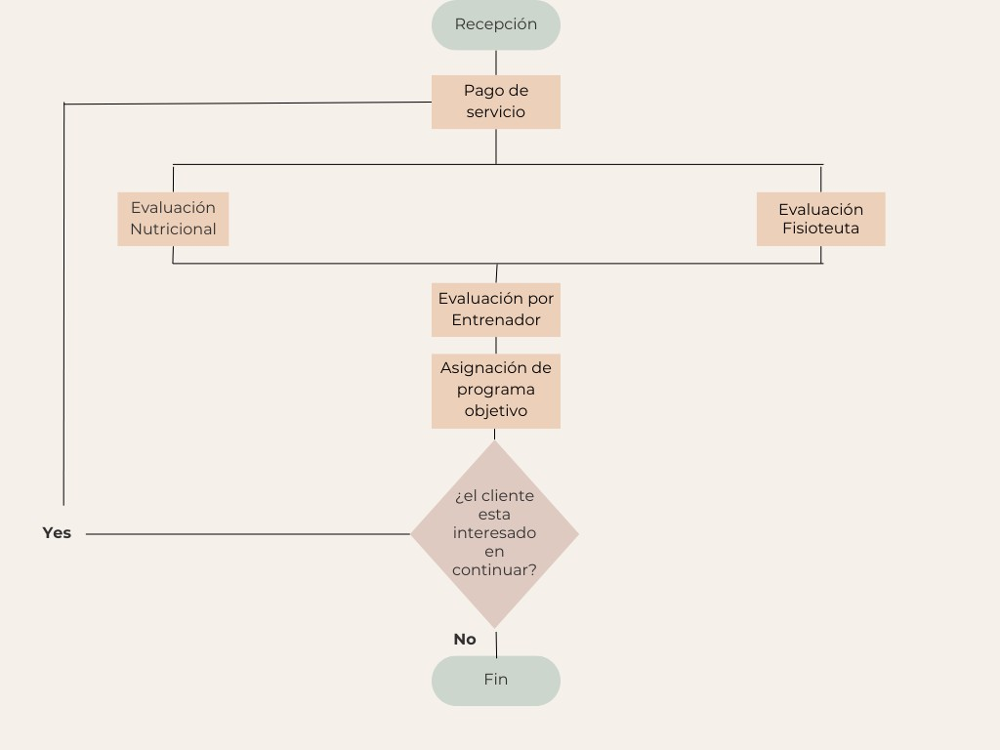 Recepción
Pago de
servicio
Evaluación
Nutricional
Evaluación
Fisioteuta
Evaluación por
Entrenador
Asignación de
programa
objetivo
¿el cliente
esta
interesado
en
continuar?
Yes
No
Fin